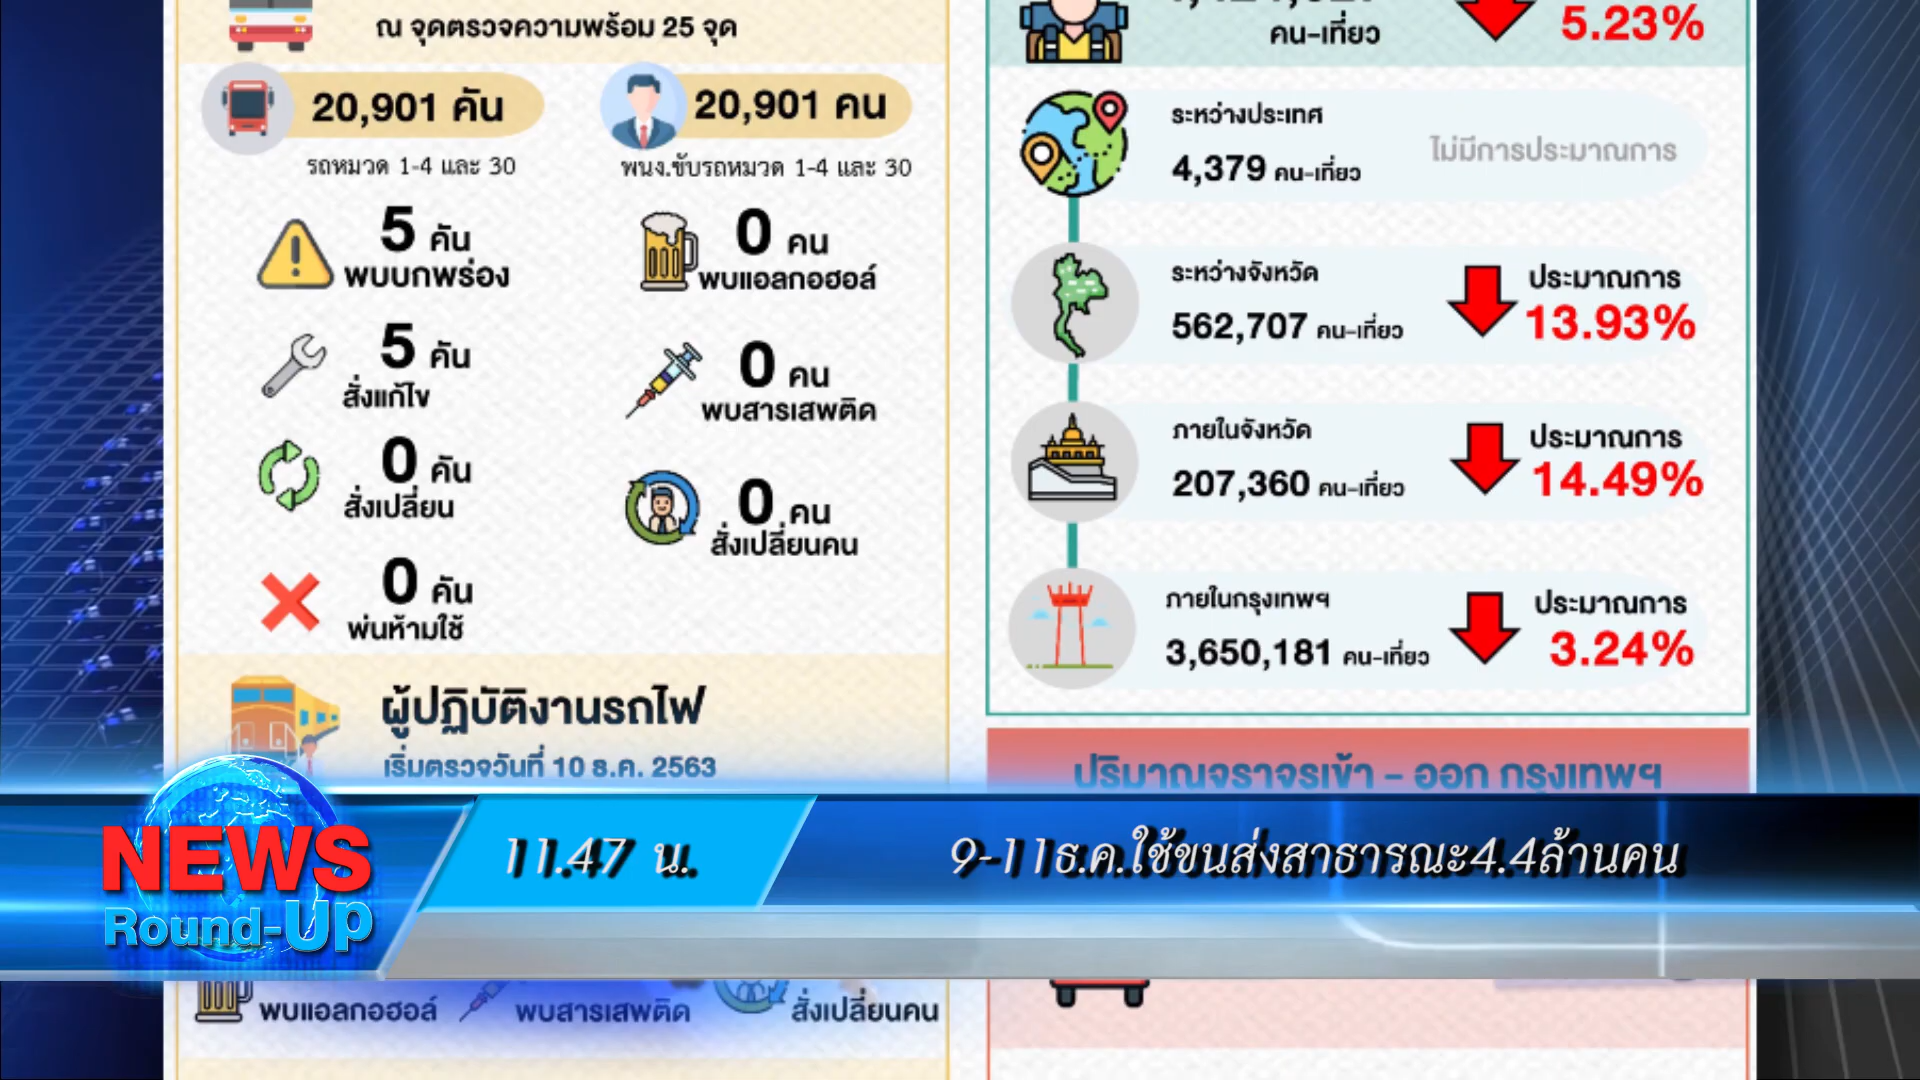 ณ จุดตรวจความพร้อม 25 จุด
20,901 คัน
รถหมวด 1-4 และ 30
20,901 คน
พนง.ขับรถหมวด 1-4 และ 30
5 คัน
พบบกพร่อง
0 คน
พบแอลกอฮอล์
5 คัน
สั่งแก้ไข
0 คน
พบสารเสพติด
0 คัน
สั่งเปลี่ยน
0 คน
สั่งเปลี่ยนคน
0 คัน
พ่นห้ามใช้
ผู้ปฏิบัติงานรถไฟ
เริ่มตรวจวันที่ 10 ธ.ค. 2563
คน-เที่ยว
5.23%
ระหว่างประเทศ
4,379 คน-เที่ยว
ไม่มีการประมาณการ
ระหว่างจังหวัด
562,707 คน-เที่ยว
ประมาณการ
13.93%
ภายในจังหวัด
207,360 คน-เที่ยว
ประมาณการ
14.49%
ภายในกรุงเทพฯ
3,650,181 คน-เที่ยว
ประมาณการ
3.24%
ปริมาณจราจรเข้า - ออก กรุงเทพฯ
NEWS
Round-Up
11.47 น.
9-11ธ.ค.ใช้ขนส่งสาธารณะ4.4ล้านคน
พบแอลกอฮอล์
พบสารเสพติด
สั่งเปลี่ยนคน